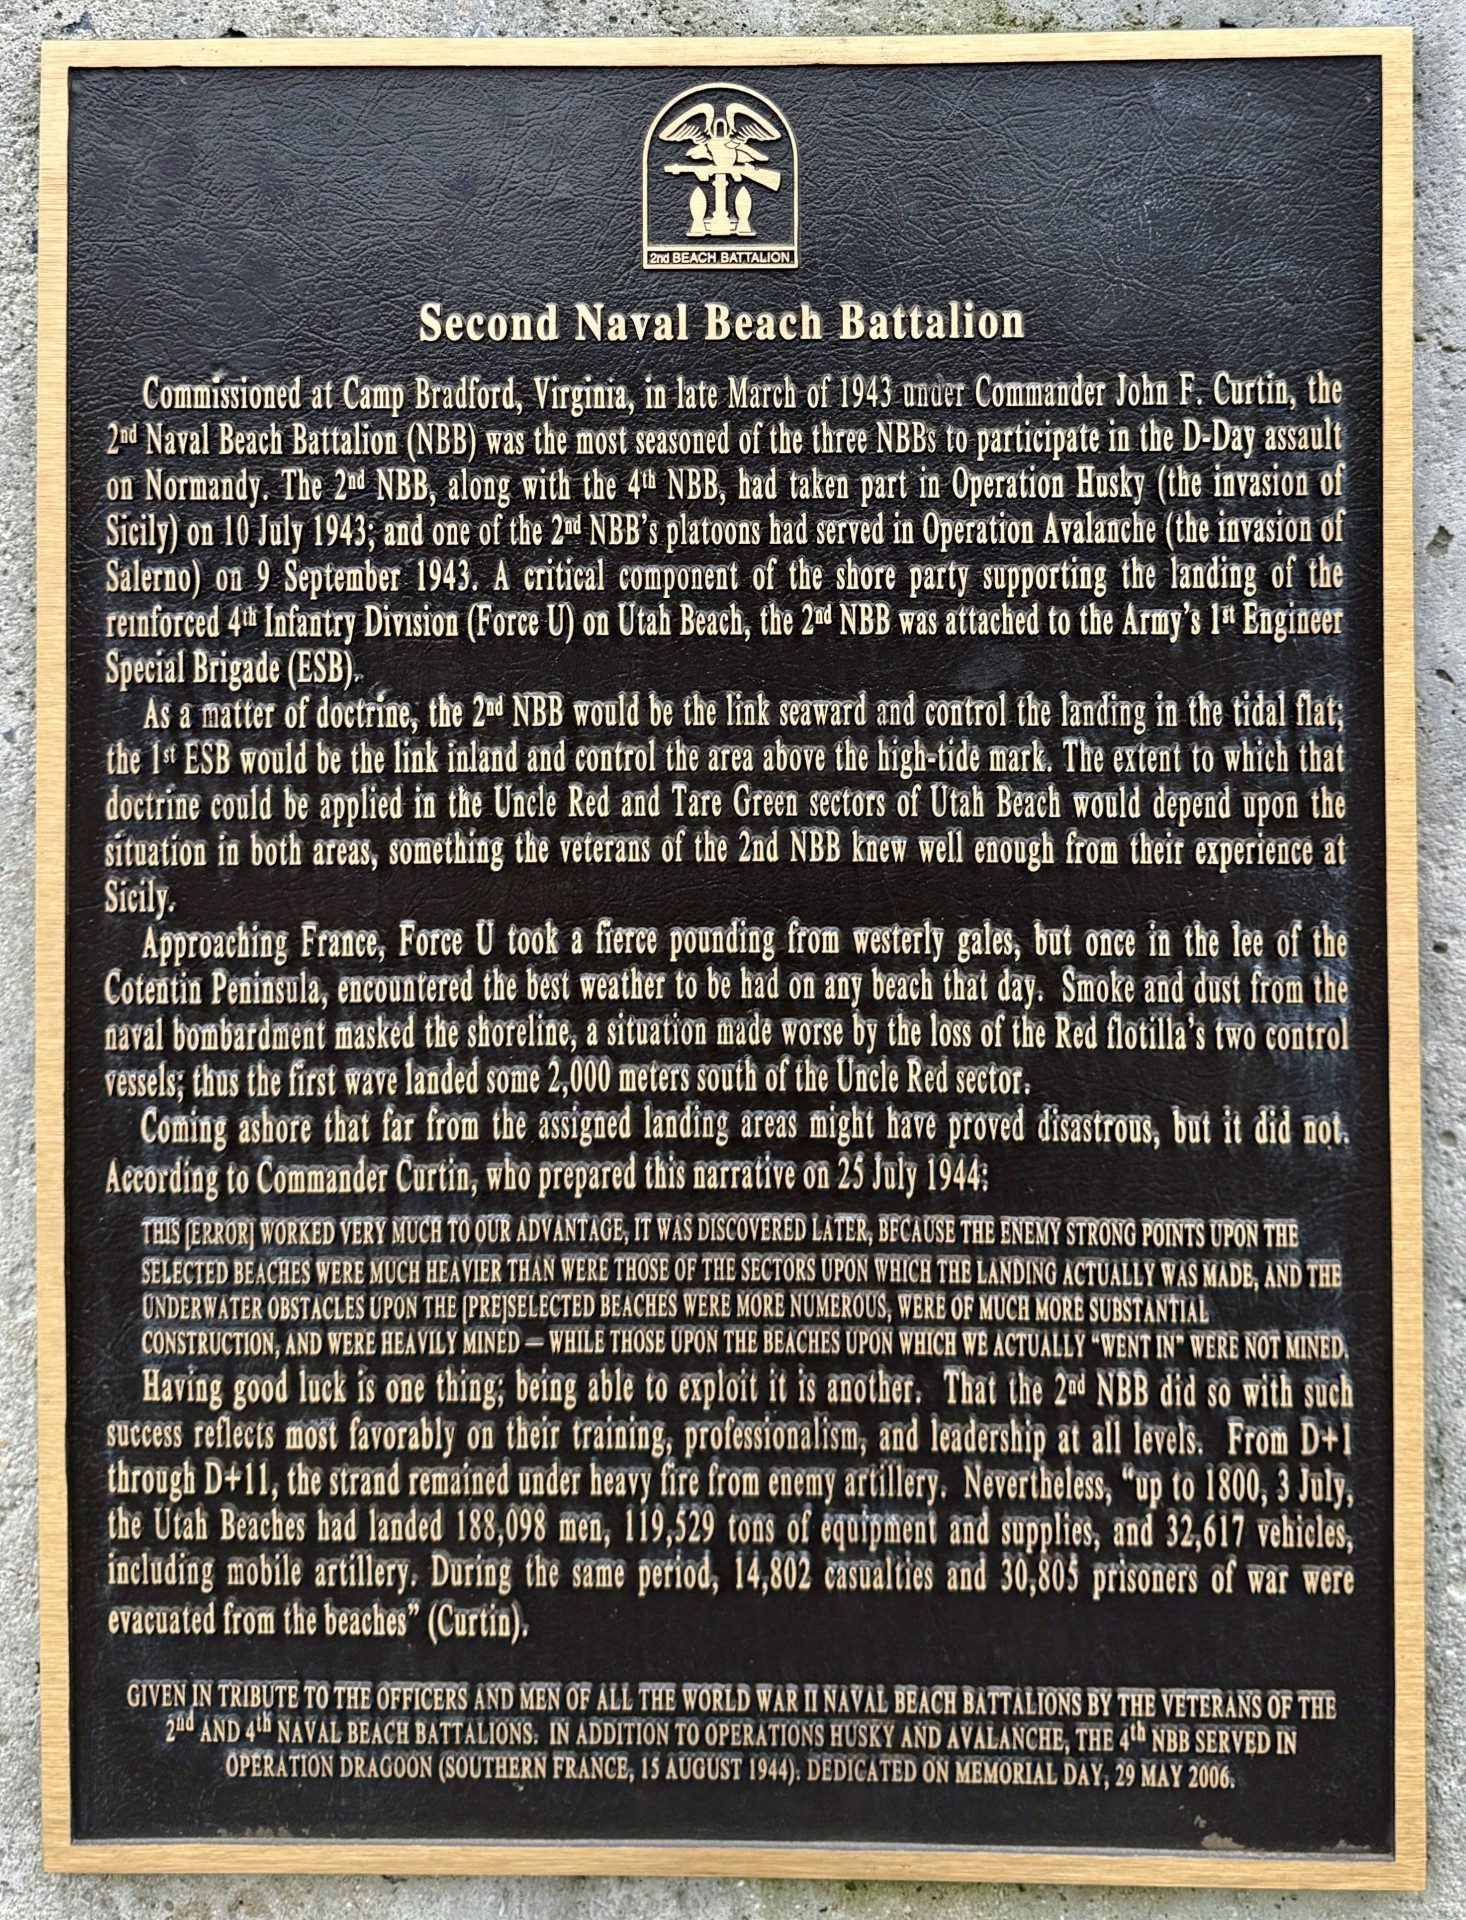 2nd BEACH BATTALION
Second Naval Beach Battalion
Commissioned at Camp Bradford, Virginia, in late March of 1943 under Commander John F. Curtin, the
2nd Naval Beach Battalion (NBB) was the most seasoned of the three NBBs to participate in the D-Day assault
on Normandy. The 2nd NBB, along with the 4th NBB, had taken part in Operation Husky (the invasion of
Sicily) on 10 July 1943; and one of the 2nd NBB's platoons had served in Operation Avalanche (the invasion of
Salerno) on 9 September 1943. A critical component of the shore party supporting the landing of the
reinforced 4th Infantry Division (Force U) on Utah Beach, the 2nd NBB was attached to the Army's 1st Engineer
Special Brigade (ESB).
As a matter of doctrine, the 2nd NBB would be the link seaward and control the landing in the tidal flat;
the 1st ESB would be the link inland and control the area above the high-tide mark. The extent to which that
doctrine could be applied in the Uncle Red and Tare Green sectors of Utah Beach would depend upon the
situation in both areas, something the veterans of the 2nd NBB knew well enough from their experience at
Sicily.
Approaching France, Force U took a fierce pounding from westerly gales, but once in the lee of the
Cotentin Peninsula, encountered the best weather to be had on any beach that day. Smoke and dust from the
naval bombardment masked the shoreline, a situation made worse by the loss of the Red flotilla's two control
vessels; thus the first wave landed some 2,000 meters south of the Uncle Red sector.
Coming ashore that far from the assigned landing areas might have proved disastrous, but it did not.
According to Commander Curtin, who prepared this narrative on 25 July 1944:
THIS [ERROR] WORKED VERY MUCH TO OUR ADVANTAGE, IT WAS DISCOVERED LATER, BECAUSE THE ENEMY STRONG POINTS UPON THE
SELECTED BEACHES WERE MUCH HEAVIER THAN WERE THOSE OF THE SECTORS UPON WHICH THE LANDING ACTUALLY WAS MADE, AND THE
UNDERWATER OBSTACLES UPON THE [PRE]SELECTED BEACHES WERE MORE NUMEROUS, WERE OF MUCH MORE SUBSTANTIAL
CONSTRUCTION, AND WERE HEAVILY MINED – WHILE THOSE UPON THE BEACHES UPON WHICH WE ACTUALLY "WENT IN" WERE NOT MINED.
Having good luck is one thing; being able to exploit it is another. That the 2nd NBB did so with such
success reflects most favorably on their training, professionalism, and leadership at all levels. From D+1
through D+11, the strand remained under heavy fire from enemy artillery. Nevertheless, "up to 1800, 3 July,
the Utah Beaches had landed 188,098 men, 119,529 tons of equipment and supplies, and 32,617 vehicles,
including mobile artillery. During the same period, 14,802 casualties and 30,805 prisoners of war were
evacuated from the beaches" (Curtin).
GIVEN IN TRIBUTE TO THE OFFICERS AND MEN OF ALL THE WORLD WAR II NAVAL BEACH BATTALIONS BY THE VETERANS OF THE
2nd AND 4th NAVAL BEACH BATTALIONS. IN ADDITION TO OPERATIONS HUSKY AND AVALANCHE, THE 4th NBB SERVED IN
OPERATION DRAGOON (SOUTHERN FRANCE, 15 AUGUST 1944). DEDICATED ON MEMORIAL DAY, 29 MAY 2006.